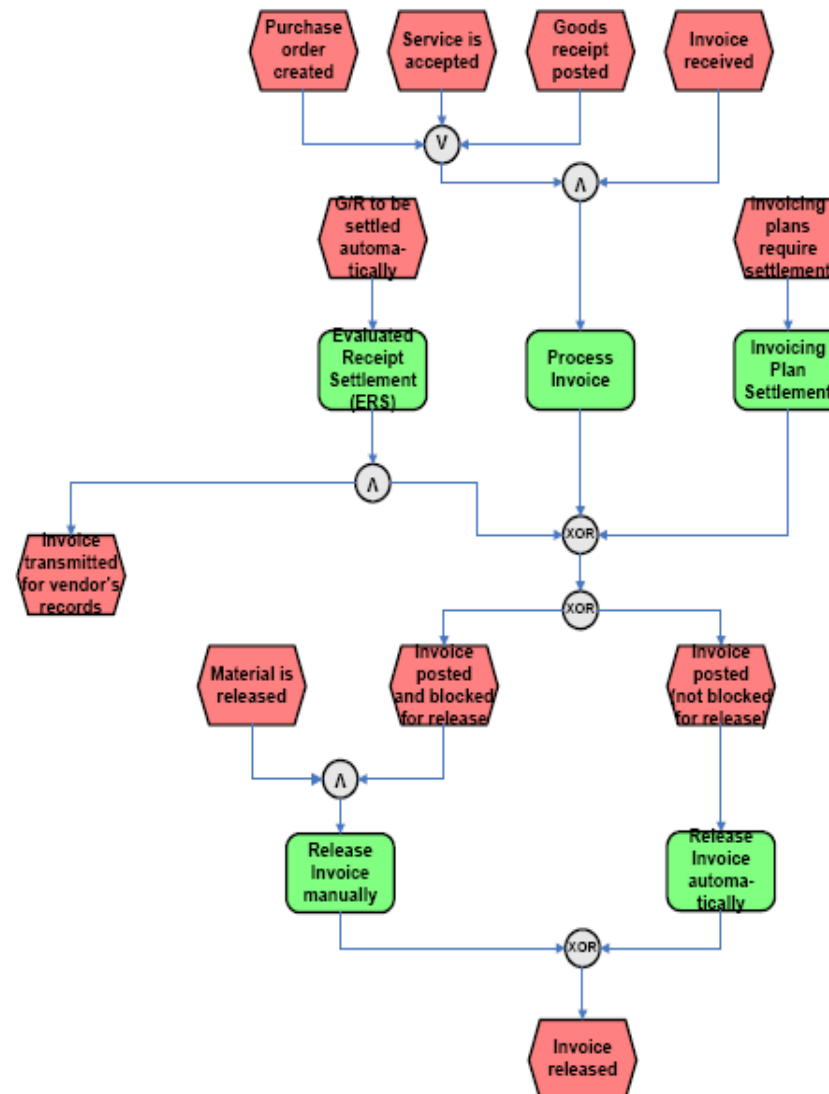 Purchase
order
created
Service is
accepted
Goods
receipt
posted
Invoice
received
V
Λ
G/R to be
settled
automa-
tically
Invoicing
plans
require
settlement
Evaluated
Receipt
Settlement
(ERS)
Process
Invoice
Invoicing
Plan
Settlement
Λ
XOR
Invoice
transmitted
for vendor's
records
XOR
Material is
released
Invoice
posted
and blocked
for release
Invoice
posted
(not blocked
for release)
Λ
Release
Invoice
manually
Release
Invoice
automa-
tically
XOR
Invoice
released